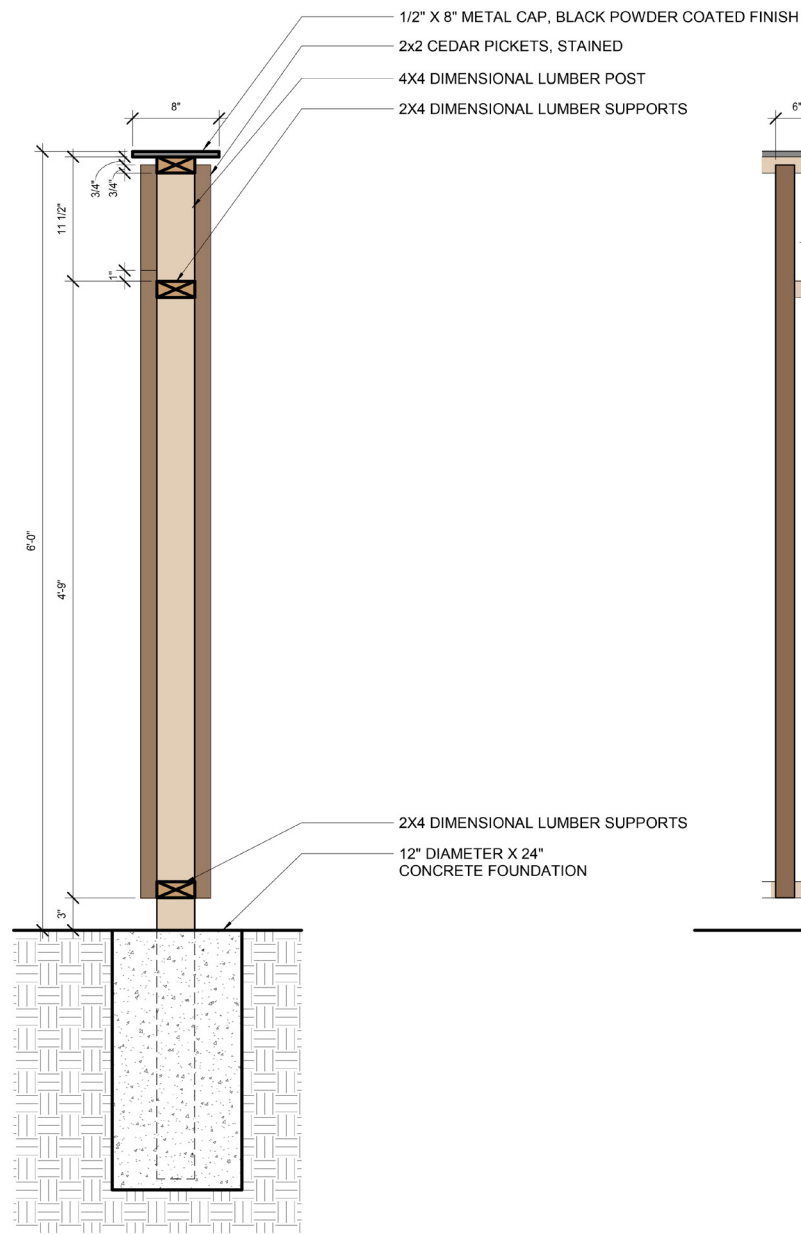 1/2" X 8" METAL CAP, BLACK POWDER COATED FINISH
2x2 CEDAR PICKETS, STAINED
4X4 DIMENSIONAL LUMBER POST
2X4 DIMENSIONAL LUMBER SUPPORTS
8"
6"
3/4"
3/4"
11 1/2"
1"
6'-0"
4'-9"
2X4 DIMENSIONAL LUMBER SUPPORTS
12" DIAMETER X 24"
CONCRETE FOUNDATION
3"